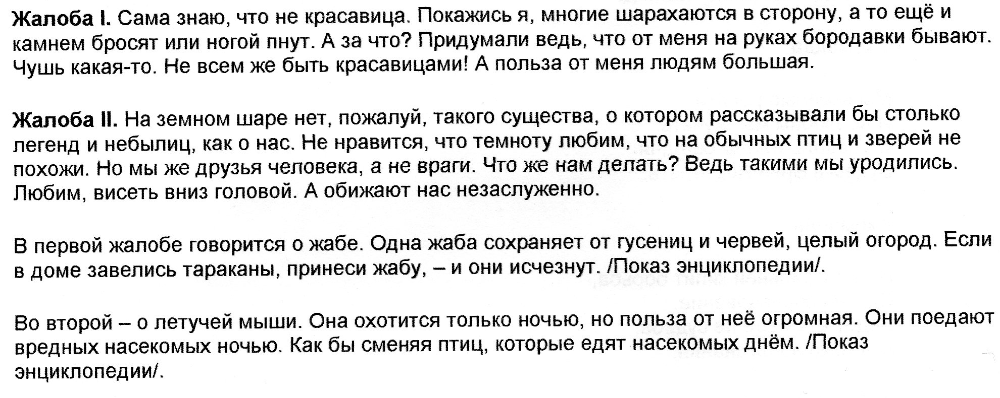 Жалоба I. Сама знаю, что не красавица. Покажись я, многие шарахаются в сторону, а то ещё и
камнем бросят или ногой пнут. А за что? Придумали ведь, что от меня на руках бородавки бывают.
Чушь какая-то. Не всем же быть красавицами! А польза от меня людям большая.
Жалоба II. На земном шаре нет, пожалуй, такого существа, о котором рассказывали бы столько
легенд и небылиц, как о нас. Не нравится, что темноту любим, что на обычных птиц и зверей не
похожи. Но мы же друзья человека, а не враги. Что же нам делать? Ведь такими мы уродились.
Любим, висеть вниз головой. А обижают нас незаслуженно.
В первой жалобе говорится о жабе. Одна жаба сохраняет от гусениц и червей, целый огород. Если
в доме завелись тараканы, принеси жабу, – и они исчезнут. /Показ энциклопедии/.
Во второй – о летучей мыши. Она охотится только ночью, но польза от неё огромная. Они поедают
вредных насекомых ночью. Как бы сменяя птиц, которые едят насекомых днём. /Показ
энциклопедии/.